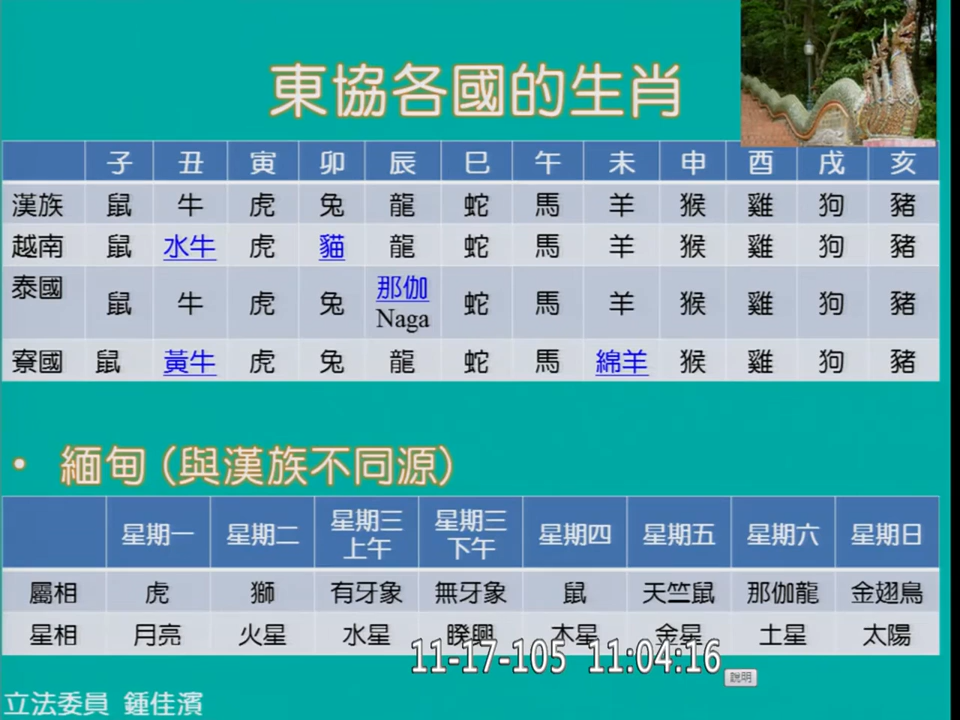 東協各國的生肖
子 丑 寅 卯 辰 巳 午 未 申 酉 戌 亥
漢族 鼠 牛 虎 兔 龍 蛇 馬 羊 猴 雞 狗 豬
越南 鼠 水牛 虎 貓 龍 蛇 馬 羊 猴 雞 狗 豬
泰國 鼠 牛 虎 兔 那伽 Naga 蛇 馬 羊 猴 雞 狗 豬
寮國 鼠 黃牛 虎 兔 龍 蛇 馬 綿羊 猴 雞 狗 豬
• 緬甸 (與漢族不同源)
星期一 星期二 星期三上午 星期三下午 星期四 星期五 星期六 星期日
屬相 虎 獅 有牙象 無牙象 鼠 天竺鼠 那伽龍 金翅鳥
星相 月亮 火星 水星 睽興 木星 金星 土星 太陽
11-17-105 11:04:16
說明
立法委員 鍾佳濱